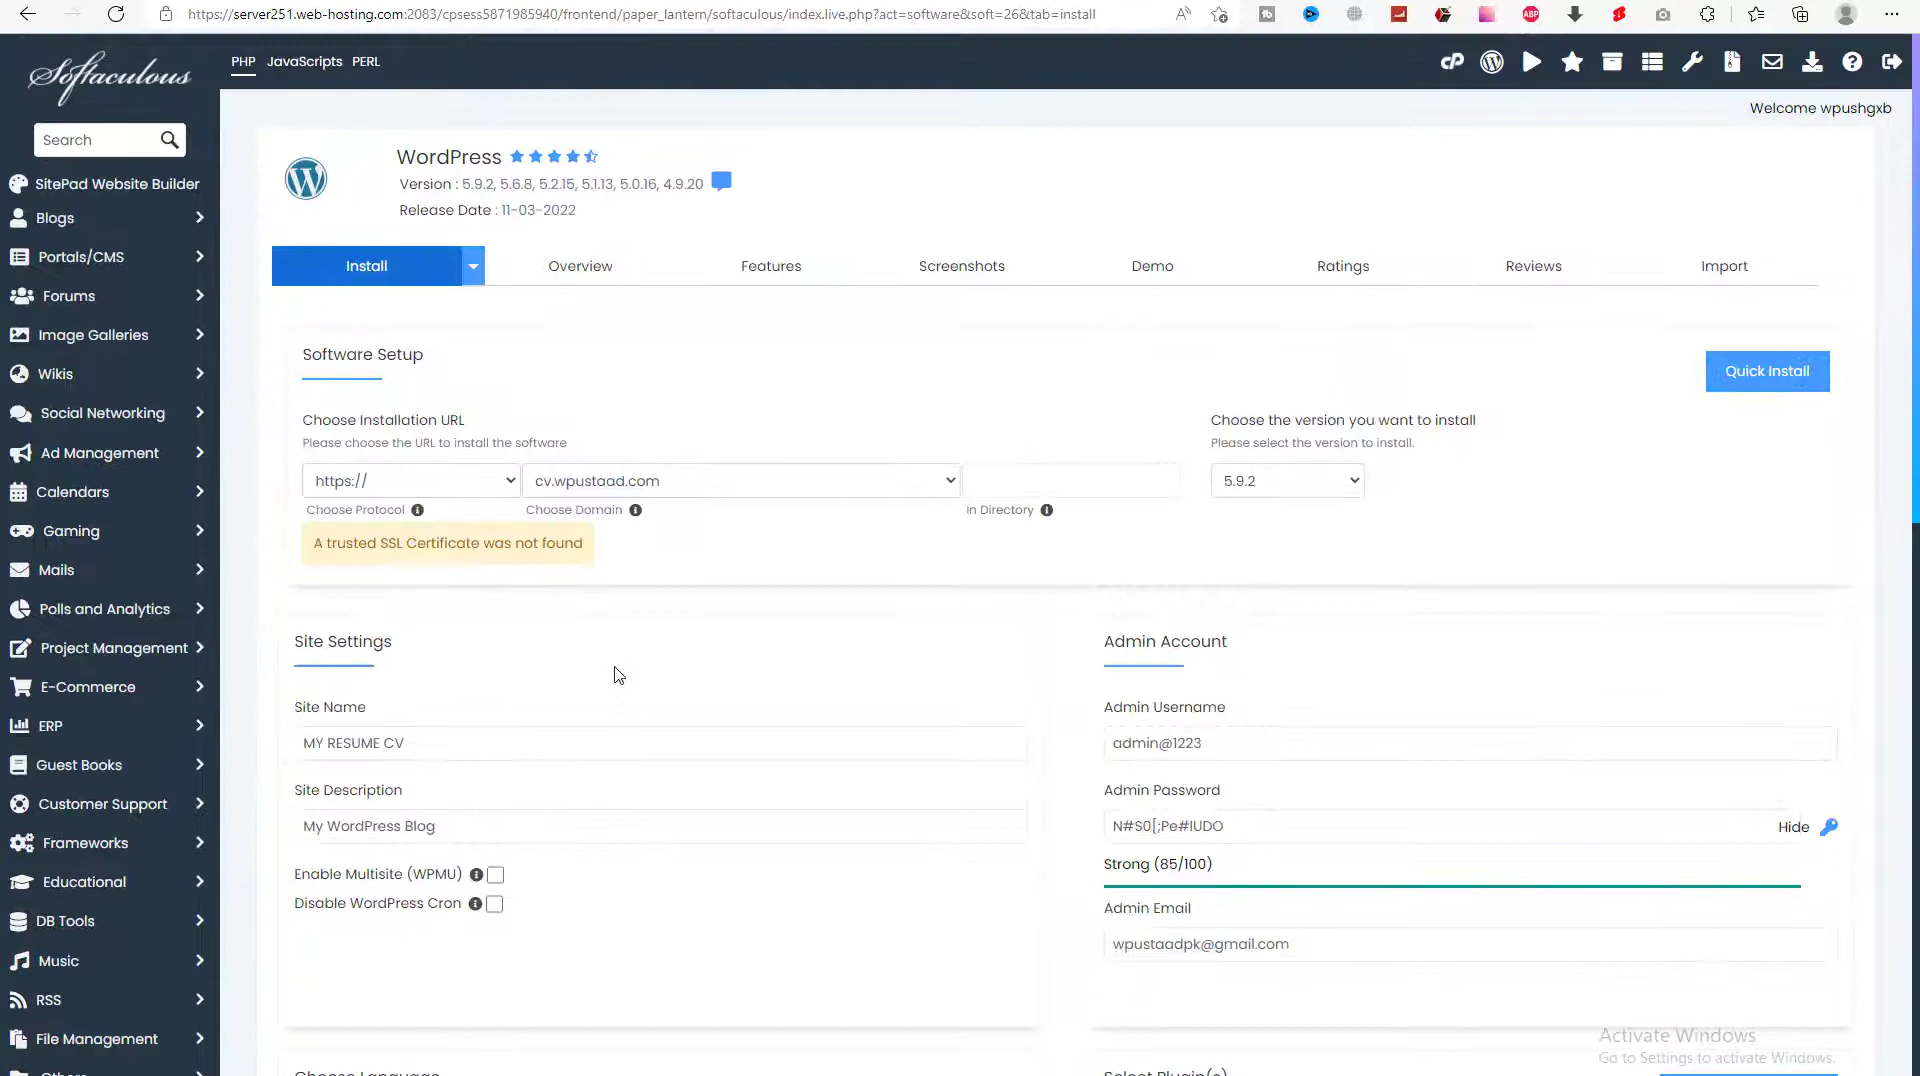 https://server251.web-hosting.com:2083/cpsess5871985940/frontend/paper_lantern/softaculous/index.live.php?act=software&soft=26&tab=install
Softaculous
PHP JavaScripts PERL
Welcome wpushgxb
Search
SitePad Website Builder
Blogs
Portals/CMS
Forums
Image Galleries
Wikis
Social Networking
Ad Management
Calendars
Gaming
Mails
Polls and Analytics
Project Management
E-Commerce
ERP
Guest Books
Customer Support
Frameworks
Educational
DB Tools
Music
RSS
File Management
WordPress
Version : 5.9.2, 5.6.8, 5.2.15, 5.1.13, 5.0.16, 4.9.20
Release Date : 11-03-2022
Install Overview Features Screenshots Demo Ratings Reviews Import
Software Setup
Quick Install
Choose Installation URL
Please choose the URL to install the software
https:// cv.wpustaad.com
Choose Protocol Choose Domain In Directory
A trusted SSL Certificate was not found
Choose the version you want to install
Please select the version to install.
5.9.2
Site Settings
Site Name
MY RESUME CV
Site Description
My WordPress Blog
Enable Multisite (WPMU)
Disable WordPress Cron
Admin Account
Admin Username
admin@1223
Admin Password
N#S0[;Pe#lUDO
Hide
Strong (85/100)
Admin Email
wpustaadpk@gmail.com
Choose Language
Select Plugin(s)
Activate Windows
Go to Settings to activate Windows.